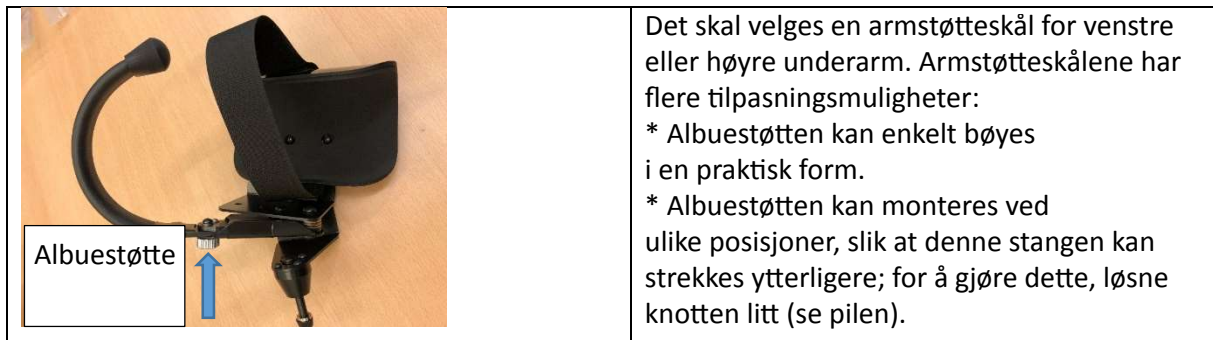 Albuestøtte
Det skal velges en armstøtteskål for venstre
eller høyre underarm. Armstøtteskålene har
flere tilpasningsmuligheter:
* Albuestøtten kan enkelt bøyes
i en praktisk form.
* Albuestøtten kan monteres ved
ulike posisjoner, slik at denne stangen kan
strekkes ytterligere; for å gjøre dette, løsne
knotten litt (se pilen).